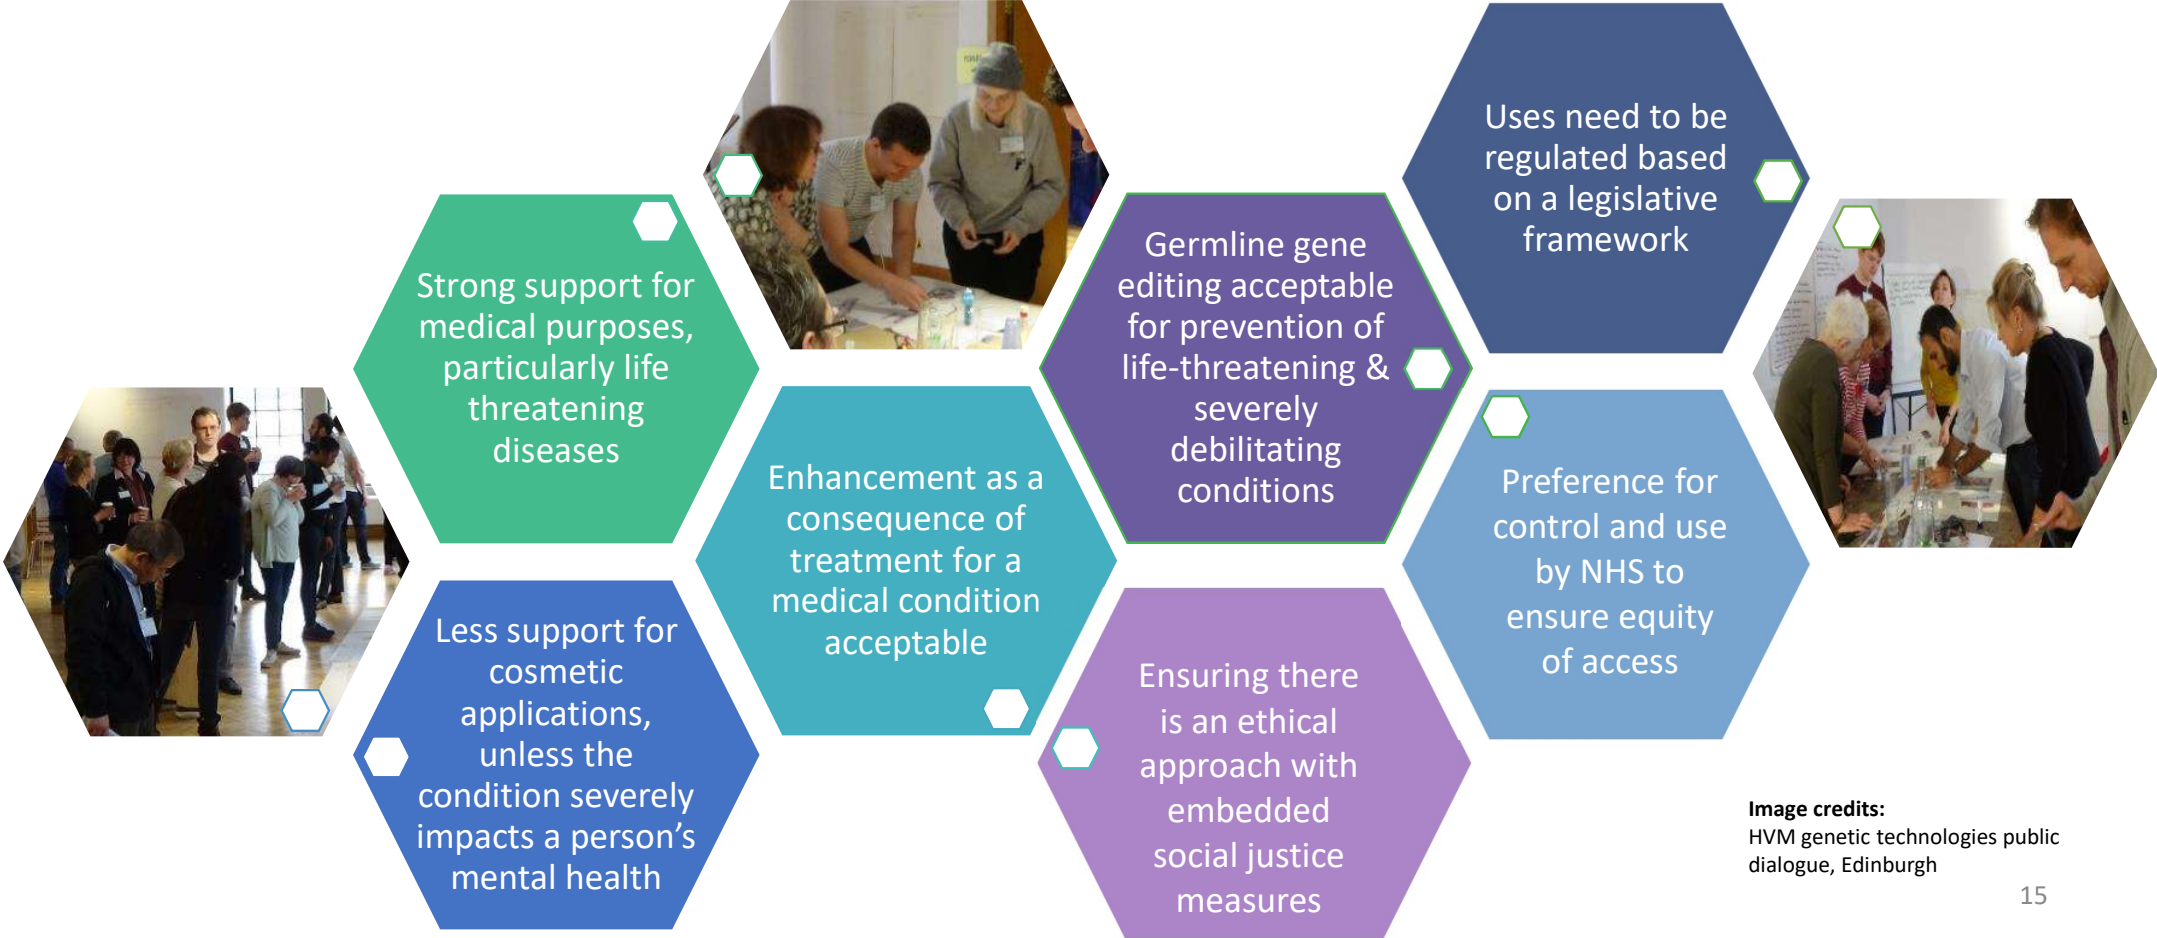 Strong support for
medical purposes,
particularly life
threatening
diseases
Less support for
cosmetic
applications,
unless the
condition severely
impacts a person’s
mental health
Enhancement as a
consequence of
treatment for a
medical condition
acceptable
Germline gene
editing acceptable
for prevention of
life-threatening &
severely
debilitating
conditions
Ensuring there
is an ethical
approach with
embedded
social justice
measures
Uses need to be
regulated based
on a legislative
framework
Preference for
control and use
by NHS to
ensure equity
of access
Image credits:
HVM genetic technologies public
dialogue, Edinburgh
15